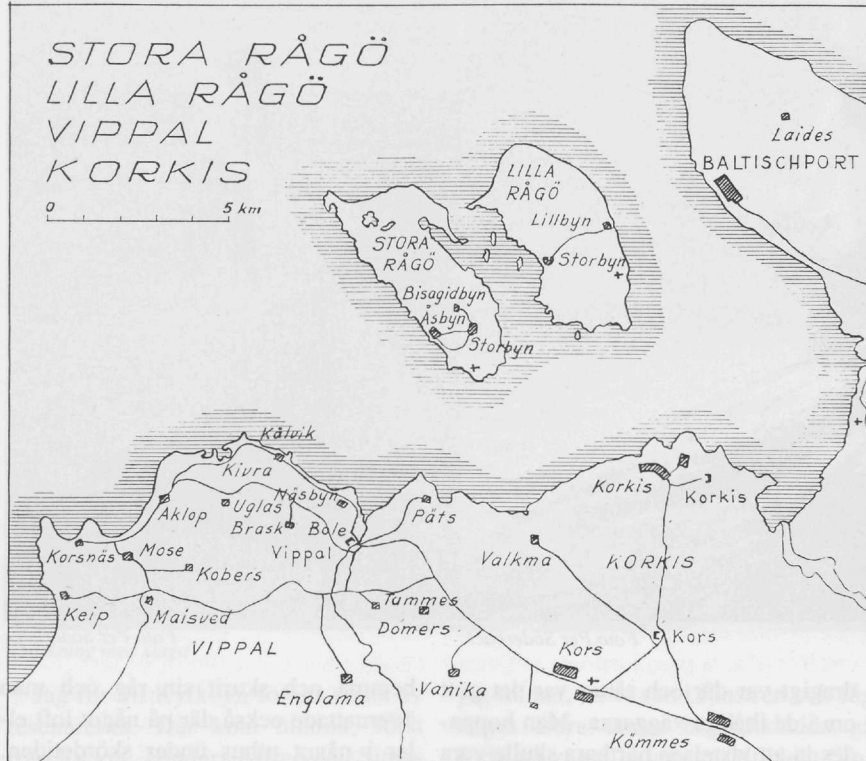 STORA RÅGÖ
LILLA RÅGÖ
VIPPAL
KORKIS
0 5 km
Laides
BALTISCHPORT
LILLA
RÅGÖ
Lillbyn
Storbyn
STORA
RÅGÖ
Bisagidbyn
Åsbyn
Storbyn
Kålvik
Kivra
Näsbyn
Uglas
Aklop
Brask
Bole
Vippal
Päts
Korkis
Korkis
Korsnäs
Mose
Kobers
Valkma
KORKIS
Keip
Maisved
Tammes
Domers
VIPPAL
Kors
Kors
Englama
Vanika
Kömmes